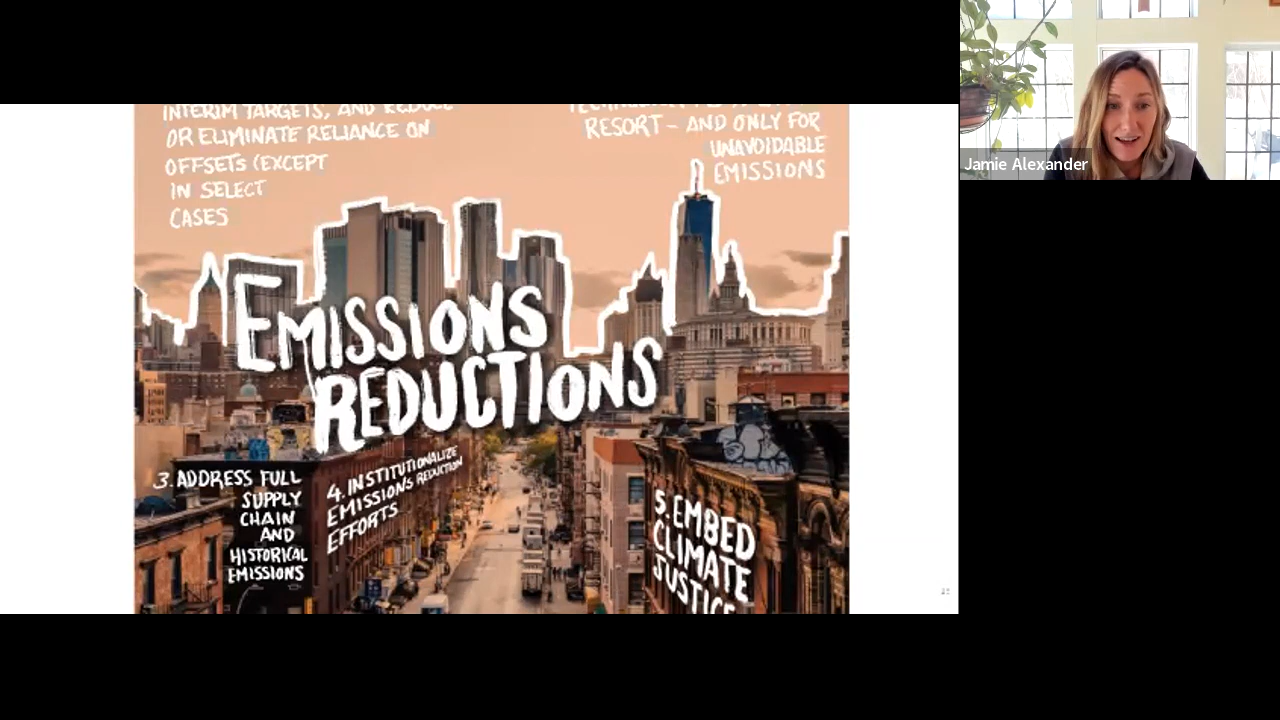 INTERIM TARGETS, AND REDUCE
OR ELIMINATE RELIANCE ON
OFFSETS (EXCEPT
IN SELECT
CASES
RESORT - AND ONLY FOR
UNAVOIDABLE
EMISSIONS
EMISSIONS
REDUCTIONS
3. ADDRESS FULL
SUPPLY
CHAIN
AND
HISTORICAL
EMISSIONS
4. INSTITUTIONALIZE
EMISSIONS REDUCTION
EFFORTS
5. EMBED
CLIMATE
JUSTICE
Jamie Alexander